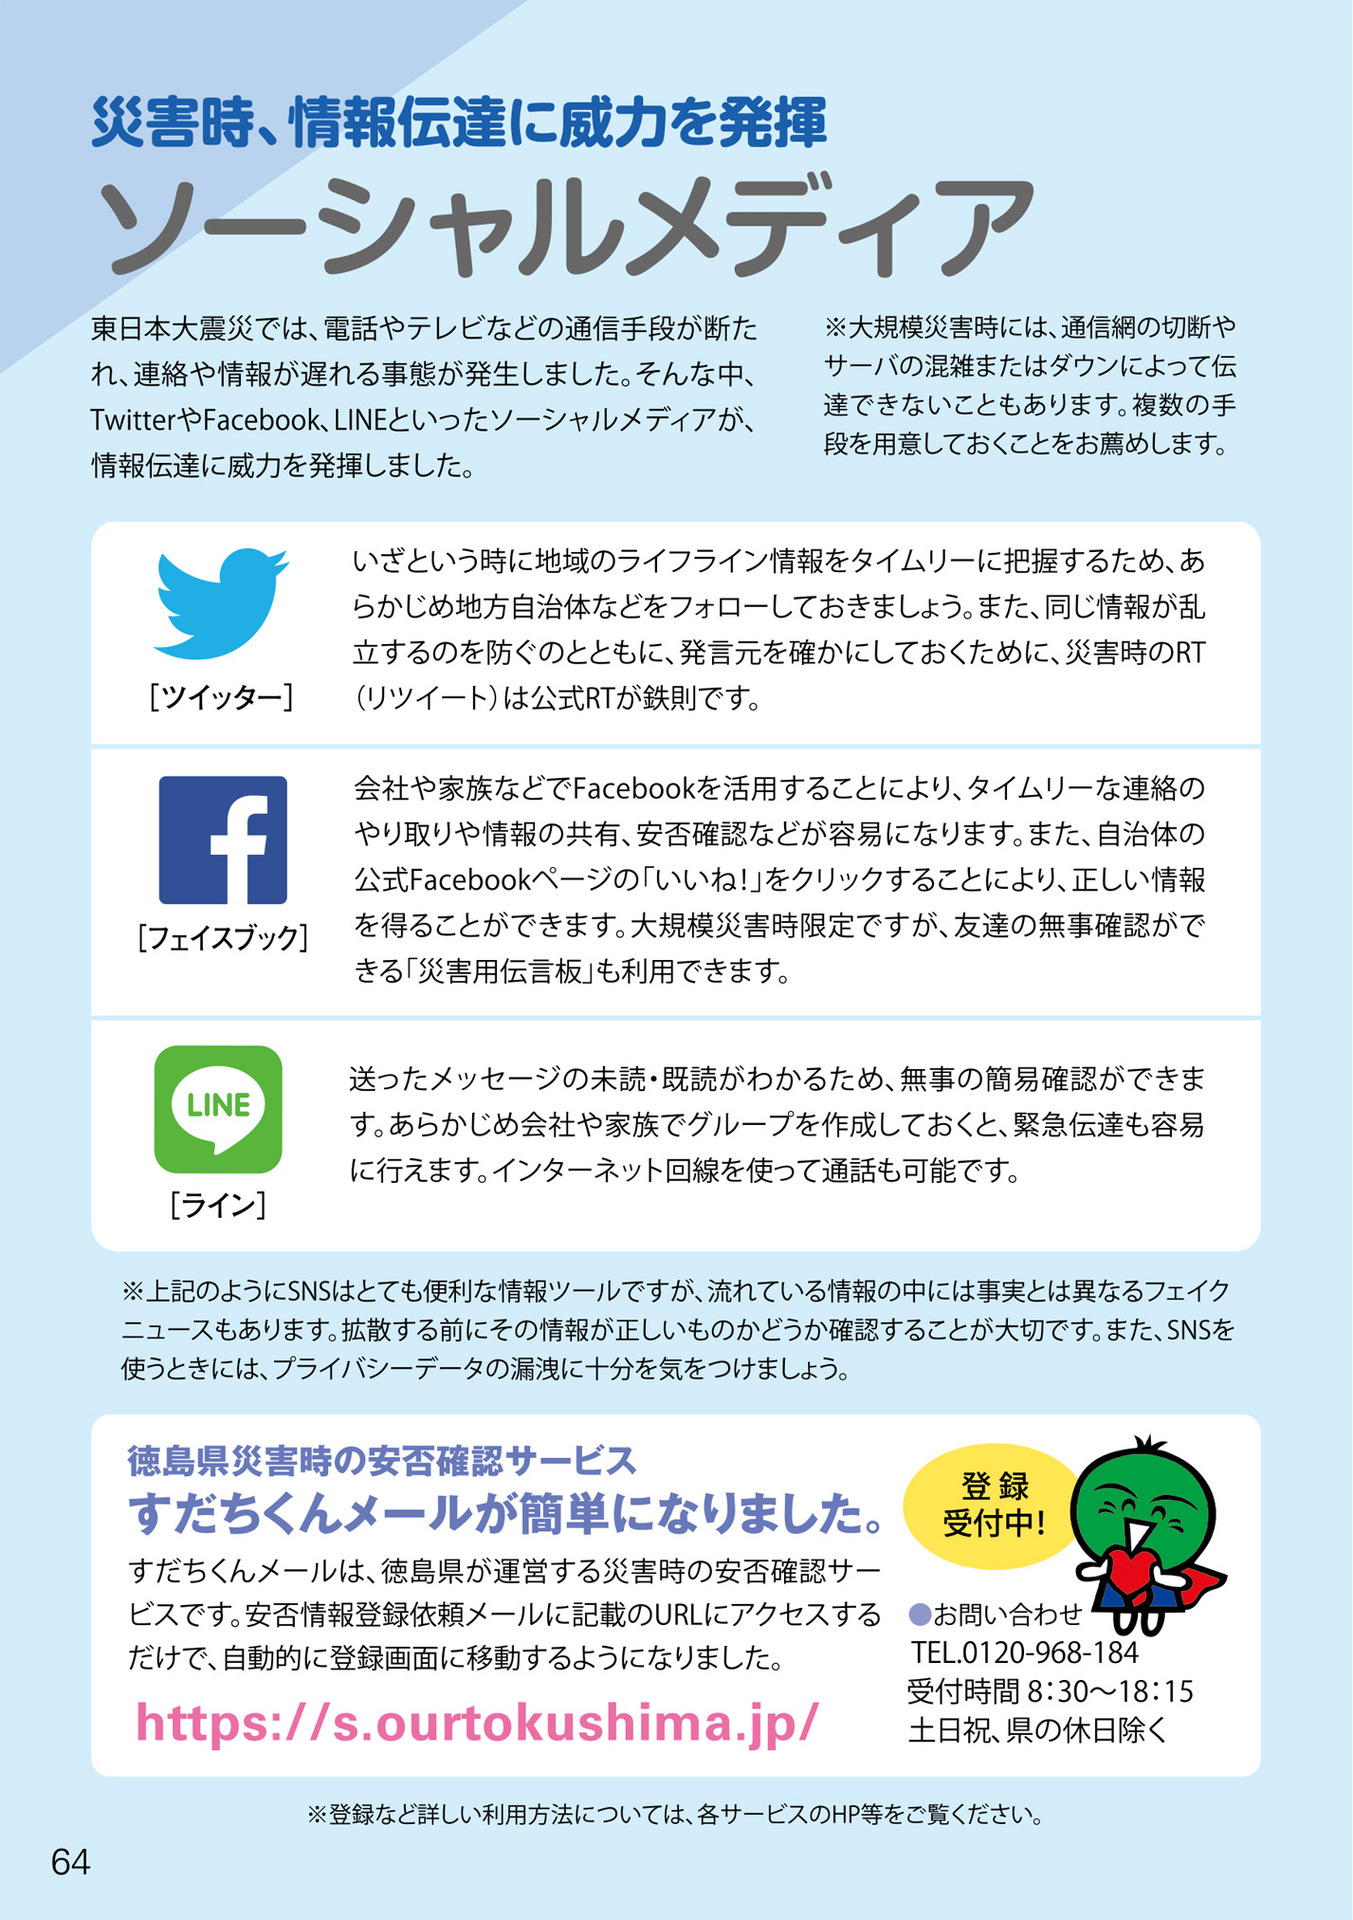 災害時、情報伝達に威力を発揮
ソーシャルメディア
東日本大震災では、電話やテレビなどの通信手段が断た
れ、連絡や情報が遅れる事態が発生しました。そんな中、
TwitterやFacebook、LINEといったソーシャルメディアが、
情報伝達に威力を発揮しました。
※大規模災害時には、通信網の切断や
サーバの混雑またはダウンによって伝
達できないこともあります。複数の手
段を用意しておくことをお薦めします。
[ツイッター]
いざという時に地域のライフライン情報をタイムリーに把握するため、あ
らかじめ地方自治体などをフォローしておきましょう。また、同じ情報が乱
立するのを防ぐのとともに、発言元を確かにしておくために、災害時のRT
（リツイート）は公式RTが鉄則です。
[フェイスブック]
会社や家族などでFacebookを活用することにより、タイムリーな連絡の
やり取りや情報の共有、安否確認などが容易になります。また、自治体の
公式Facebookページの「いいね！」をクリックすることにより、正しい情報
を得ることができます。大規模災害時限定ですが、友達の無事確認がで
きる「災害用伝言板」も利用できます。
LINE
[ライン]
送ったメッセージの未読・既読がわかるため、無事の簡易確認ができま
す。あらかじめ会社や家族でグループを作成しておくと、緊急伝達も容易
に行えます。インターネット回線を使って通話も可能です。
※上記のようにSNSはとても便利な情報ツールですが、流れている情報の中には事実とは異なるフェイク
ニュースもあります。拡散する前にその情報が正しいものかどうか確認することが大切です。また、SNSを
使うときには、プライバシーデータの漏洩に十分を気をつけましょう。
徳島県災害時の安否確認サービス
すだちくんメールが簡単になりました。
すだちくんメールは、徳島県が運営する災害時の安否確認サー
ビスです。安否情報登録依頼メールに記載のURLにアクセスする
だけで、自動的に登録画面に移動するようになりました。
https://s.ourtokushima.jp/
登録
受付中！
●お問い合わせ
TEL.0120-968-184
受付時間 8：30〜18：15
土日祝、県の休日除く
※登録など詳しい利用方法については、各サービスのHP等をご覧ください。
64